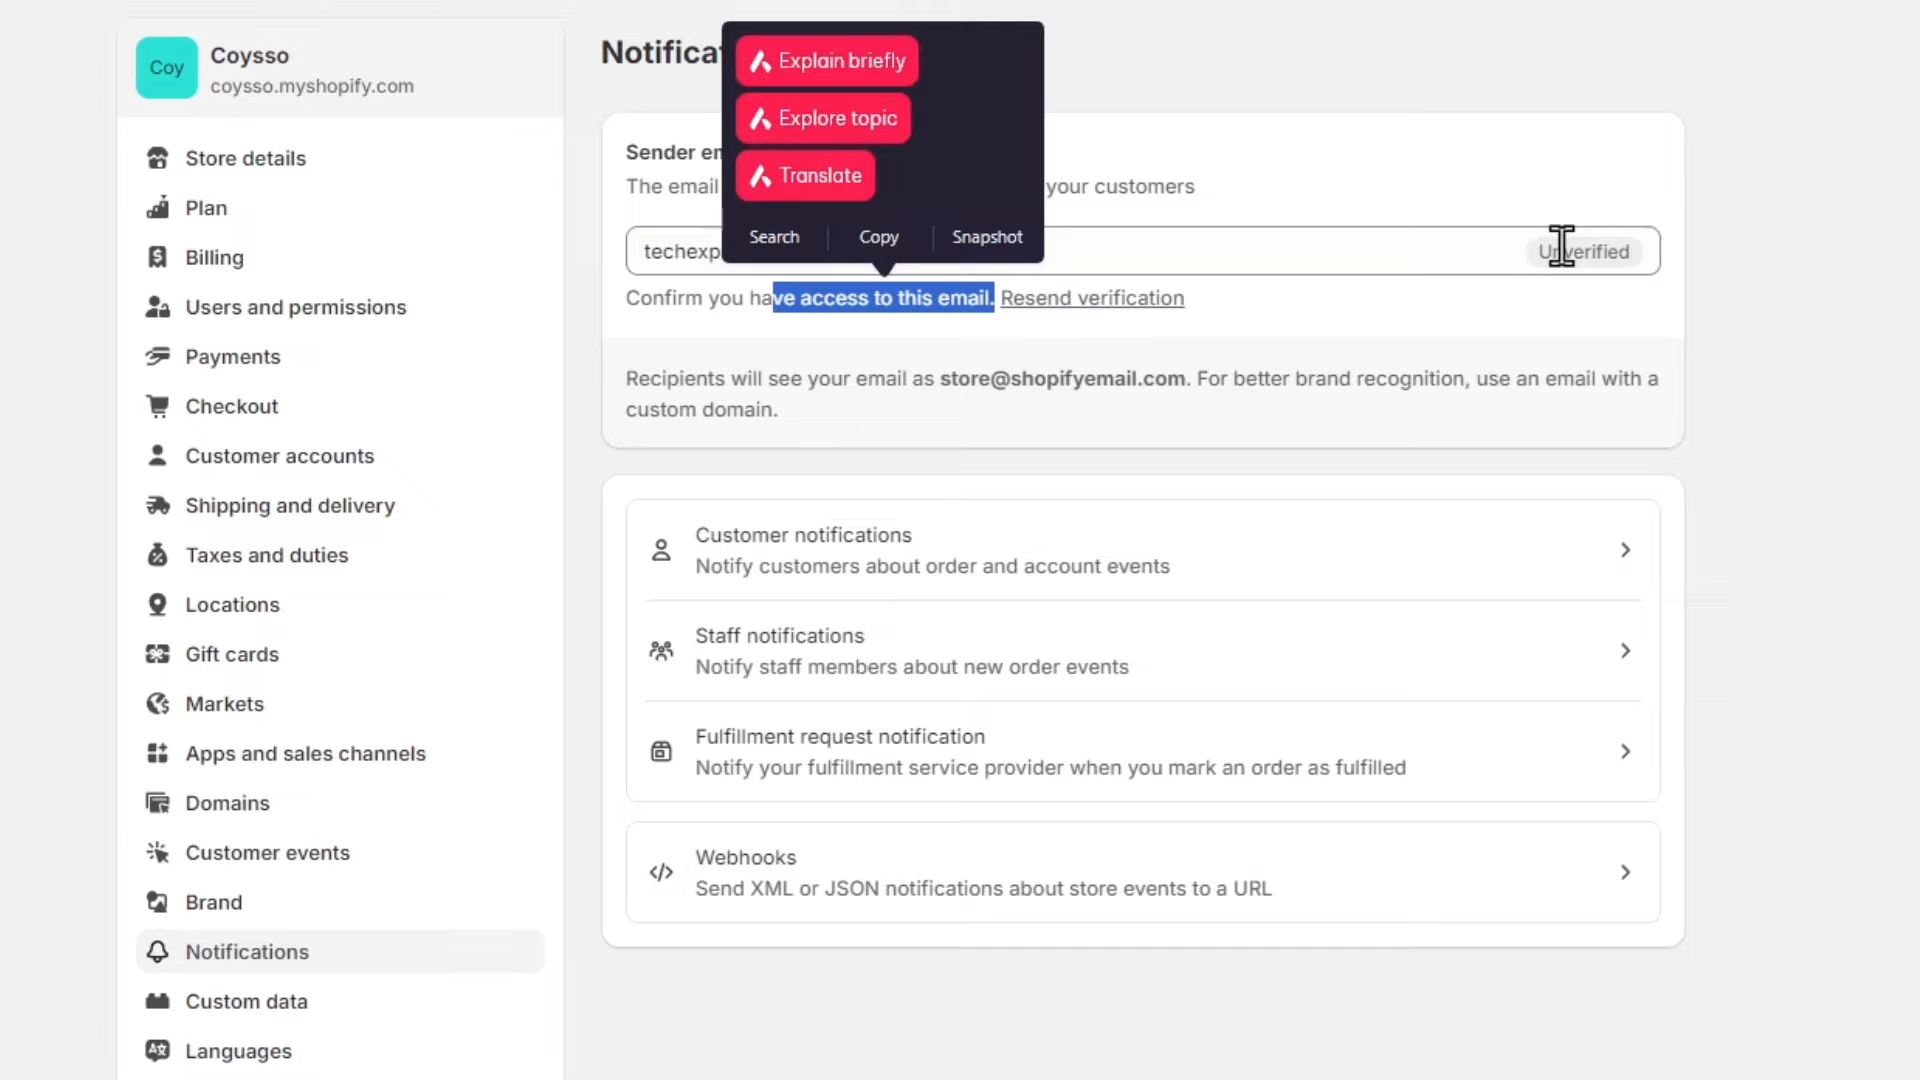 Coy
Coysso
coysso.myshopify.com
Store details
Plan
Billing
Users and permissions
Payments
Checkout
Customer accounts
Shipping and delivery
Taxes and duties
Locations
Gift cards
Markets
Apps and sales channels
Domains
Customer events
Brand
Notifications
Custom data
Languages
Explain briefly
Explore topic
Translate
Search
Copy
Snapshot
The email your customers
Unverified
Confirm you have access to this email. Resend verification
Recipients will see your email as store@shopifyemail.com. For better brand recognition, use an email with a
custom domain.
Customer notifications
Notify customers about order and account events
Staff notifications
Notify staff members about new order events
Fulfillment request notification
Notify your fulfillment service provider when you mark an order as fulfilled
Webhooks
Send XML or JSON notifications about store events to a URL